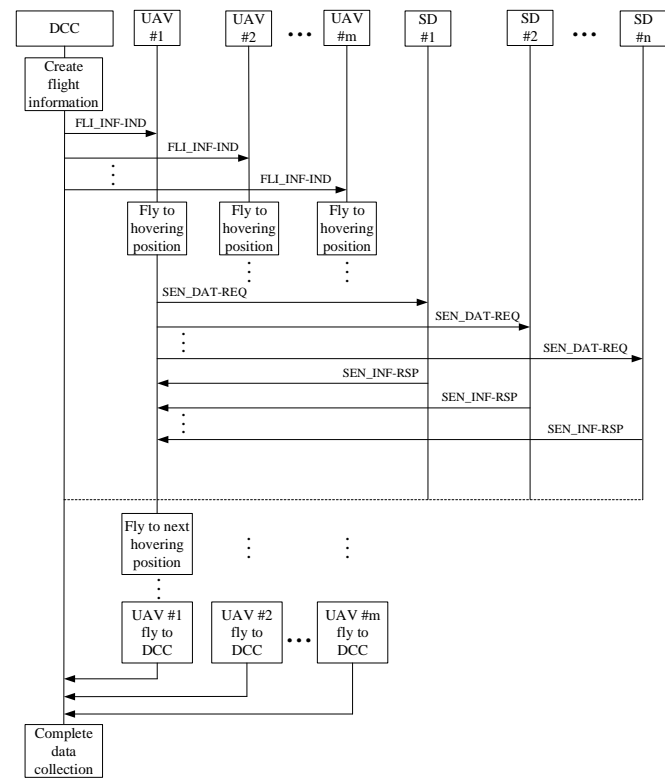 DCC
UAV
#1
UAV
#2
UAV
#m
SD
#1
SD
#2
SD
#n
Create
flight
information
FLI_INF-IND
FLI_INF-IND
FLI_INF-IND
Fly to
hovering
position
Fly to
hovering
position
Fly to
hovering
position
SEN_DAT-REQ
SEN_DAT-REQ
SEN_DAT-REQ
SEN_INF-RSP
SEN_INF-RSP
SEN_INF-RSP
Fly to next
hovering
position
UAV #1
fly to
DCC
UAV #2
fly to
DCC
UAV #m
fly to
DCC
Complete
data
collection